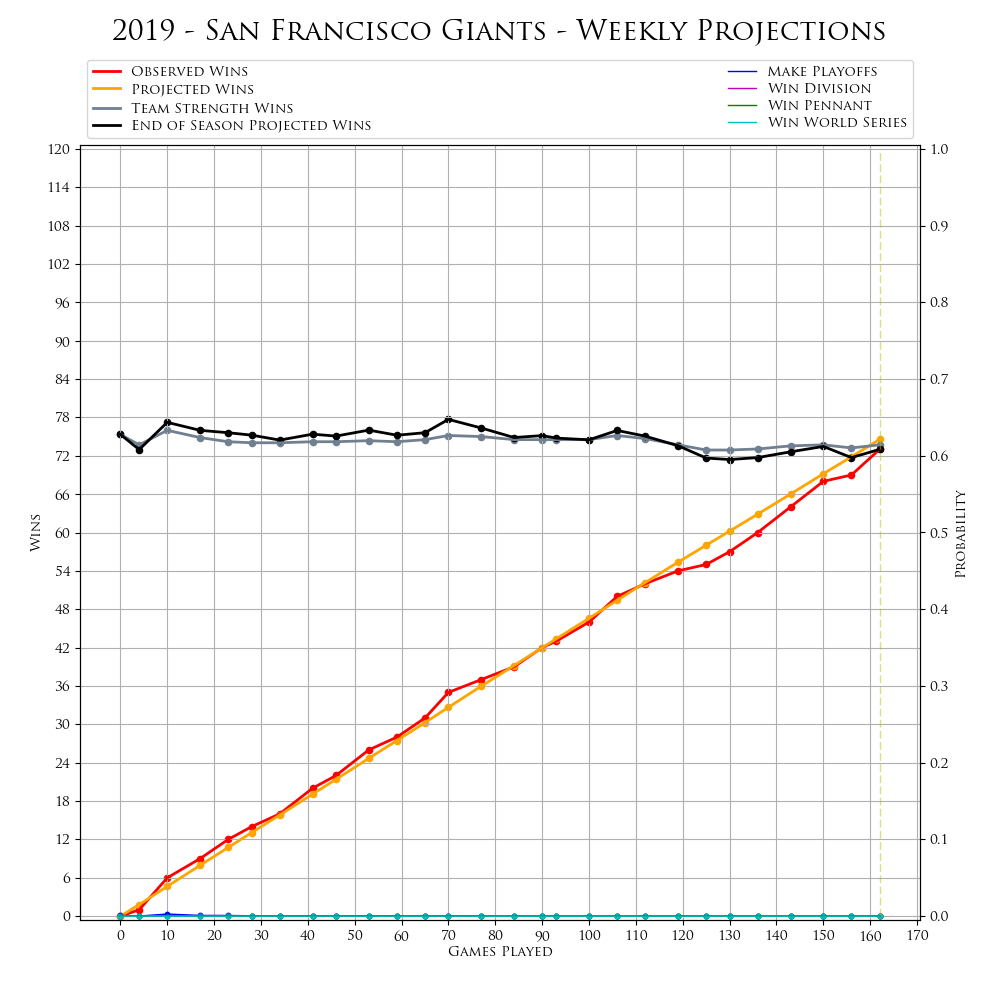 2019 - San Francisco Giants - Weekly Projections
Observed Wins
Projected Wins
Team Strength Wins
End of Season Projected Wins
Make Playoffs
Win Division
Win Pennant
Win World Series
120
114
108
102
96
90
84
78
72
66
60
54
48
42
36
30
24
18
12
6
0
Wins
1.0
0.9
0.8
0.7
0.6
0.5
0.4
0.3
0.2
0.1
0.0
Probability
0 10 20 30 40 50 60 70 80 90 100 110 120 130 140 150 160 170
Games Played